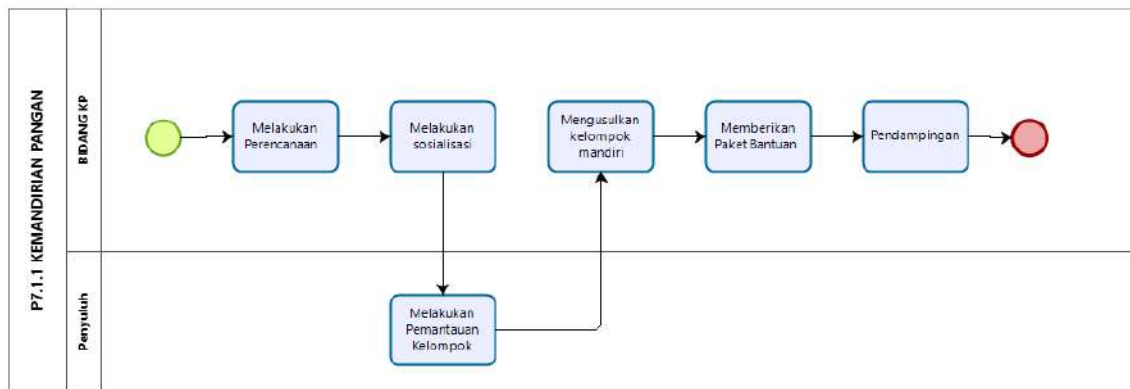 P7.1.1 KEMANDIRIAN PANGAN
BIDANG KP
Melakukan
Perencanaan
Melakukan
sosialisasi
Mengusulkan
kelompok
mandiri
Memberikan
Paket Bantuan
Pendampingan
Penyuluh
Melakukan
Pemantauan
Kelompok